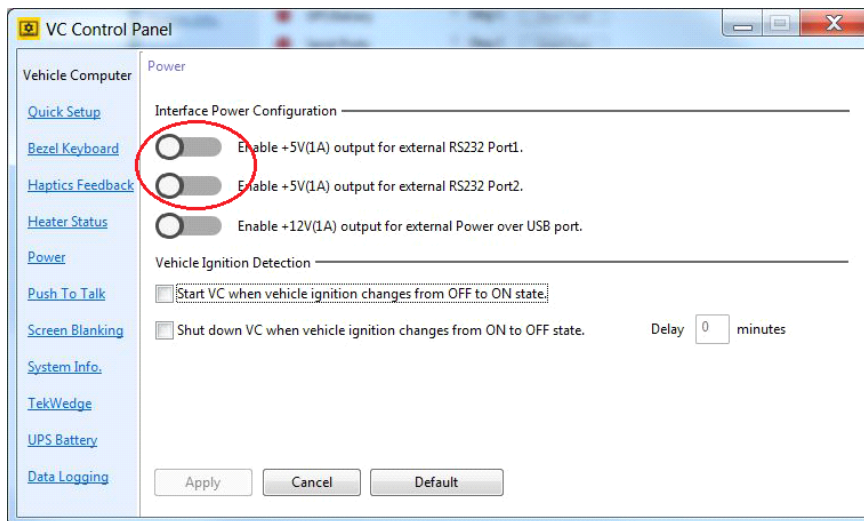 VC Control Panel
Vehicle Computer
Quick Setup
Bezel Keyboard
Haptics Feedback
Heater Status
Power
Push To Talk
Screen Blanking
System Info.
TekWedge
UPS Battery
Data Logging
Power
Interface Power Configuration
Enable +5V(1A) output for external RS232 Port1.
Enable +5V(1A) output for external RS232 Port2.
Enable +12V(1A) output for external Power over USB port.
Vehicle Ignition Detection
Start VC when vehicle ignition changes from OFF to ON state.
Shut down VC when vehicle ignition changes from ON to OFF state. Delay 0 minutes
Apply Cancel Default